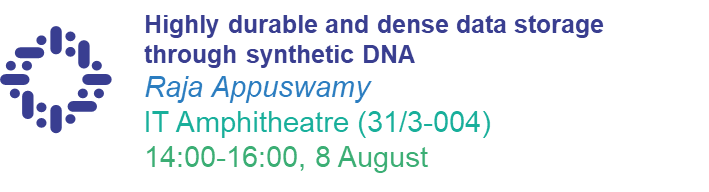 Highly durable and dense data storage
through synthetic DNA
Raja Appuswamy
IT Amphitheatre (31/3-004)
14:00-16:00, 8 August